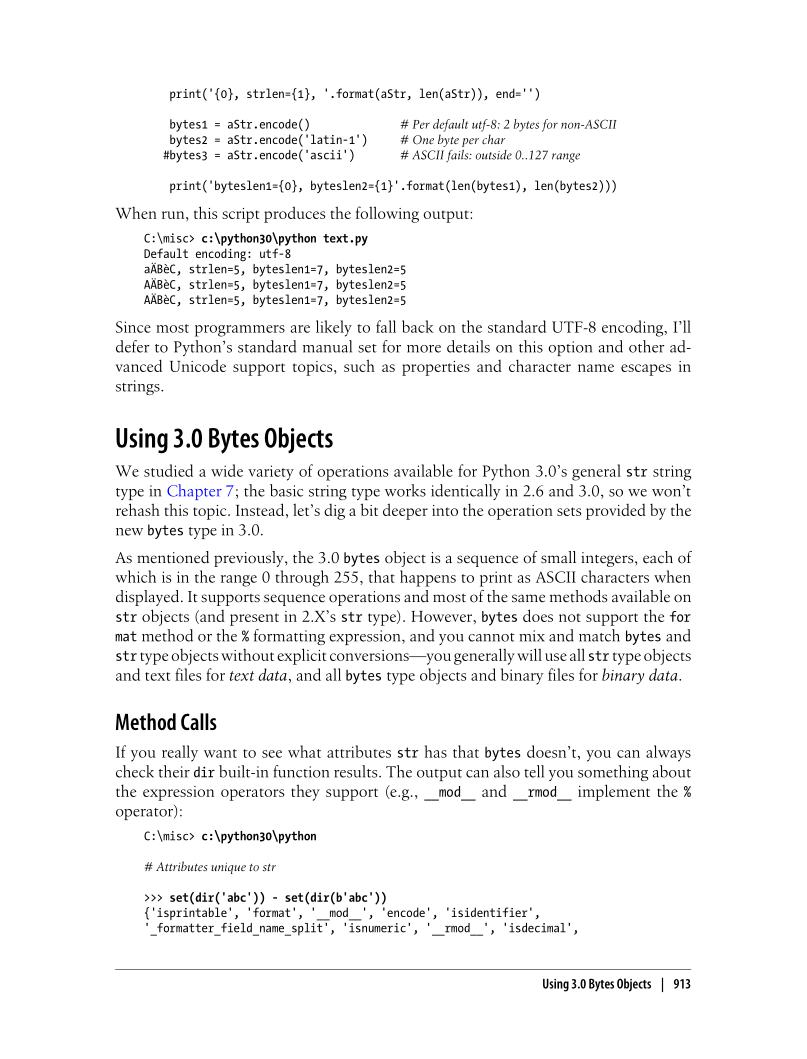 print('{0}, strlen={1}, '.format(aStr, len(aStr)), end='')
bytes1 = aStr.encode() # Per default utf-8: 2 bytes for non-ASCII
bytes2 = aStr.encode('latin-1') # One byte per char
#bytes3 = aStr.encode('ascii') # ASCII fails: outside 0..127 range
print('byteslen1={0}, byteslen2={1}'.format(len(bytes1), len(bytes2)))
When run, this script produces the following output:
C:\misc> c:\python30\python text.py
Default encoding: utf-8
aÄBèC, strlen=5, byteslen1=7, byteslen2=5
AÄBèC, strlen=5, byteslen1=7, byteslen2=5
AÄBèC, strlen=5, byteslen1=7, byteslen2=5
Since most programmers are likely to fall back on the standard UTF-8 encoding, I’ll
defer to Python’s standard manual set for more details on this option and other ad-
vanced Unicode support topics, such as properties and character name escapes in
strings.
Using 3.0 Bytes Objects
We studied a wide variety of operations available for Python 3.0’s general str string
type in Chapter 7; the basic string type works identically in 2.6 and 3.0, so we won’t
rehash this topic. Instead, let’s dig a bit deeper into the operation sets provided by the
new bytes type in 3.0.
As mentioned previously, the 3.0 bytes object is a sequence of small integers, each of
which is in the range 0 through 255, that happens to print as ASCII characters when
displayed. It supports sequence operations and most of the same methods available on
str objects (and present in 2.X’s str type). However, bytes does not support the for
mat method or the % formatting expression, and you cannot mix and match bytes and
str type objects without explicit conversions—you generally will use all str type objects
and text files for text data, and all bytes type objects and binary files for binary data.
Method Calls
If you really want to see what attributes str has that bytes doesn’t, you can always
check their dir built-in function results. The output can also tell you something about
the expression operators they support (e.g., __mod__ and __rmod__ implement the %
operator):
C:\misc> c:\python30\python
# Attributes unique to str
>>> set(dir('abc')) - set(dir(b'abc'))
{'isprintable', 'format', '__mod__', 'encode', 'isidentifier',
'_formatter_field_name_split', 'isnumeric', '__rmod__', 'isdecimal',
Using 3.0 Bytes Objects | 913